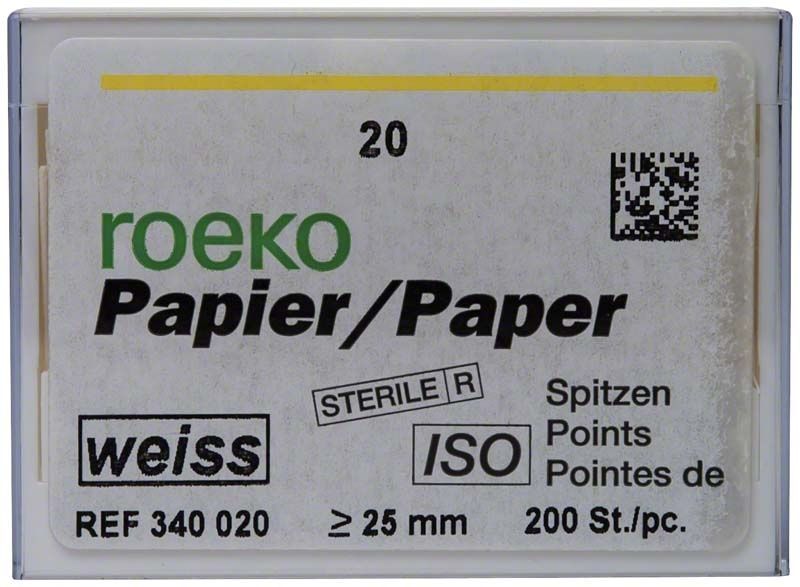 20
roeko
Papier/Paper
STERILE R
Spitzen
weiss
ISO
Points
Pointes de
REF 340 020
≥ 25 mm
200 St./pc.